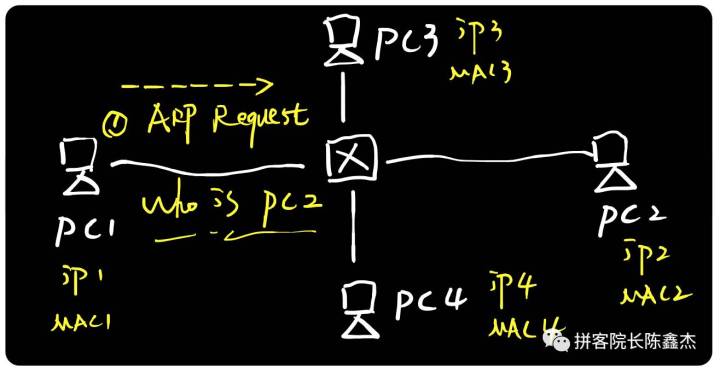 PC3 iP3
MAC3
① ARP Request
who is PC2
PC1
iP1
MAC1
PC2
iP2
MAC2
PC4 iP4
MAC4
拼客院长陈鑫杰